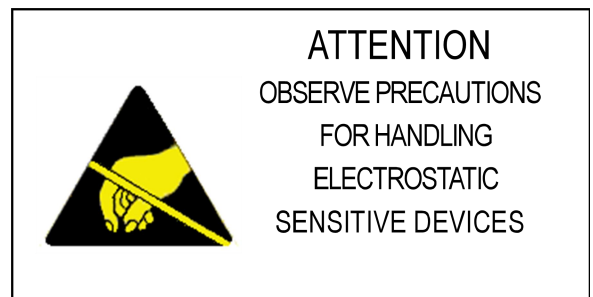 ATTENTION
OBSERVE PRECAUTIONS
FOR HANDLING
ELECTROSTATIC
SENSITIVE DEVICES